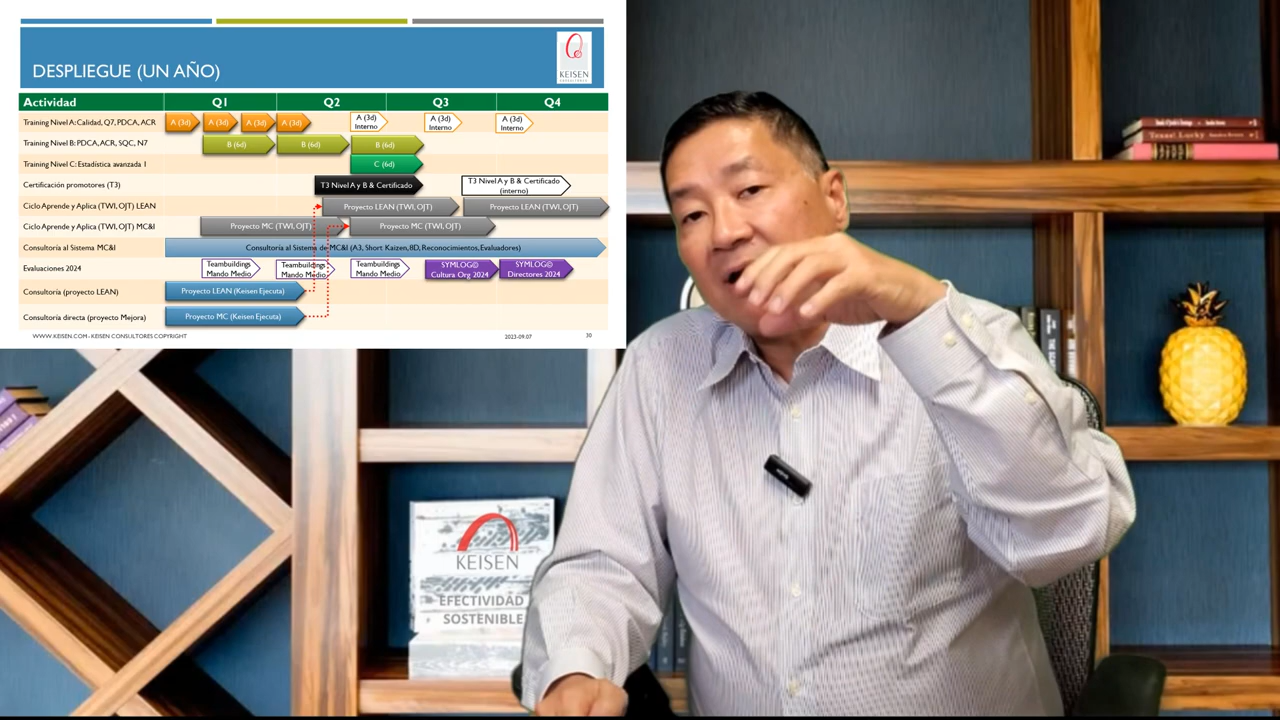 KEISEN
CONSULTORES
DESPLIEGUE (UN AÑO)
Actividad Q1 Q2 Q3 Q4
Training Nivel A: Calidad, Q7, PDCA, ACR A (3d) A (3d) A (3d) A (3d) A (3d) Interno A (3d) Interno A (3d) Interno
Training Nivel B: PDCA, ACR, SQC, N7 B (6d) B (6d) B (6d)
Training Nivel C: Estadística avanzada 1 C (6d)
Certificación promotores (T3) T3 Nivel A y B & Certificado T3 Nivel A y B & Certificado (interno)
Ciclo Aprende y Aplica (TWI, OJT) LEAN Proyecto LEAN (TWI, OJT) Proyecto LEAN (TWI, OJT)
Ciclo Aprende y Aplica (TWI, OJT) MC&I Proyecto MC (TWI, OJT) Proyecto MC (TWI, OJT)
Consultoría al Sistema MC&I Consultoría al Sistema de MC&I (A3, Short Kaizen, 8D, Reconocimientos, Evaluadores)
Evaluaciones 2024 Teambuildings Mando Medio Teambuildings Mando Medio Teambuildings Mando Medio SYMLOG© Cultura Org 2024 SYMLOG© Directores 2024
Consultoría (proyecto LEAN) Proyecto LEAN (Keisen Ejecuta)
Consultoría directa (proyecto Mejora) Proyecto MC (Keisen Ejecuta)
WWW.KEISEN.COM - KEISEN CONSULTORES COPYRIGHT 2023-09-07 30
KEISEN
EFECTIVIDAD
SOSTENIBLE